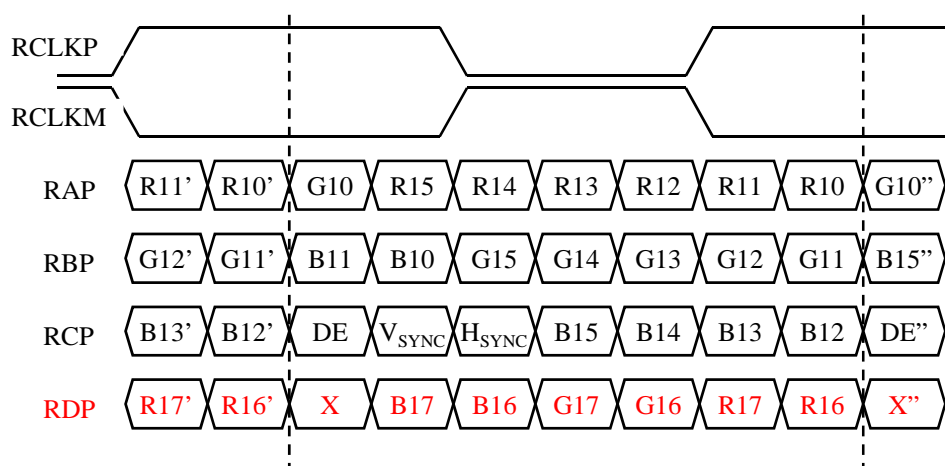 RCLKP
RCLKM
RAP R11’ R10’ G10 R15 R14 R13 R12 R11 R10 G10”
RBP G12’ G11’ B11 B10 G15 G14 G13 G12 G11 B15”
RCP B13’ B12’ DE VSYNC HSYNC B15 B14 B13 B12 DE”
RDP R17’ R16’ X B17 B16 G17 G16 R17 R16 X”